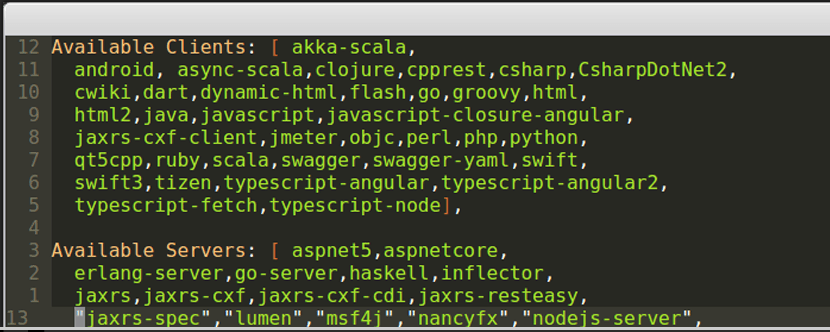 12 Available Clients: [ akka-scala,
11 android, async-scala,clojure,cpprest,csharp,CsharpDotNet2,
10 cwiki,dart,dynamic-html,flash,go,groovy,html,
9 html2,java,javascript,javascript-closure-angular,
8 jaxrs-cxf-client,jmeter,objc,perl,php,python,
7 qt5cpp,ruby,scala,swagger,swagger-yaml,swift,
6 swift3,tizen,typescript-angular,typescript-angular2,
5 typescript-fetch,typescript-node],
4
3 Available Servers: [ aspnet5,aspnetcore,
2 erlang-server,go-server,haskell,inflector,
1 jaxrs,jaxrs-cxf,jaxrs-cxf-cdi,jaxrs-resteasy,
13 "jaxrs-spec","lumen","msf4j","nancyfx","nodejs-server",